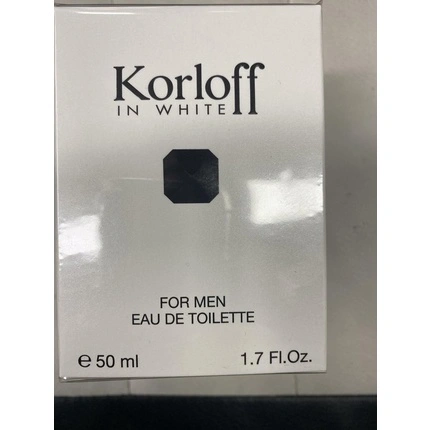 Korloff
IN WHITE
FOR MEN
EAU DE TOILETTE
℮ 50 ml 1.7 Fl.Oz.